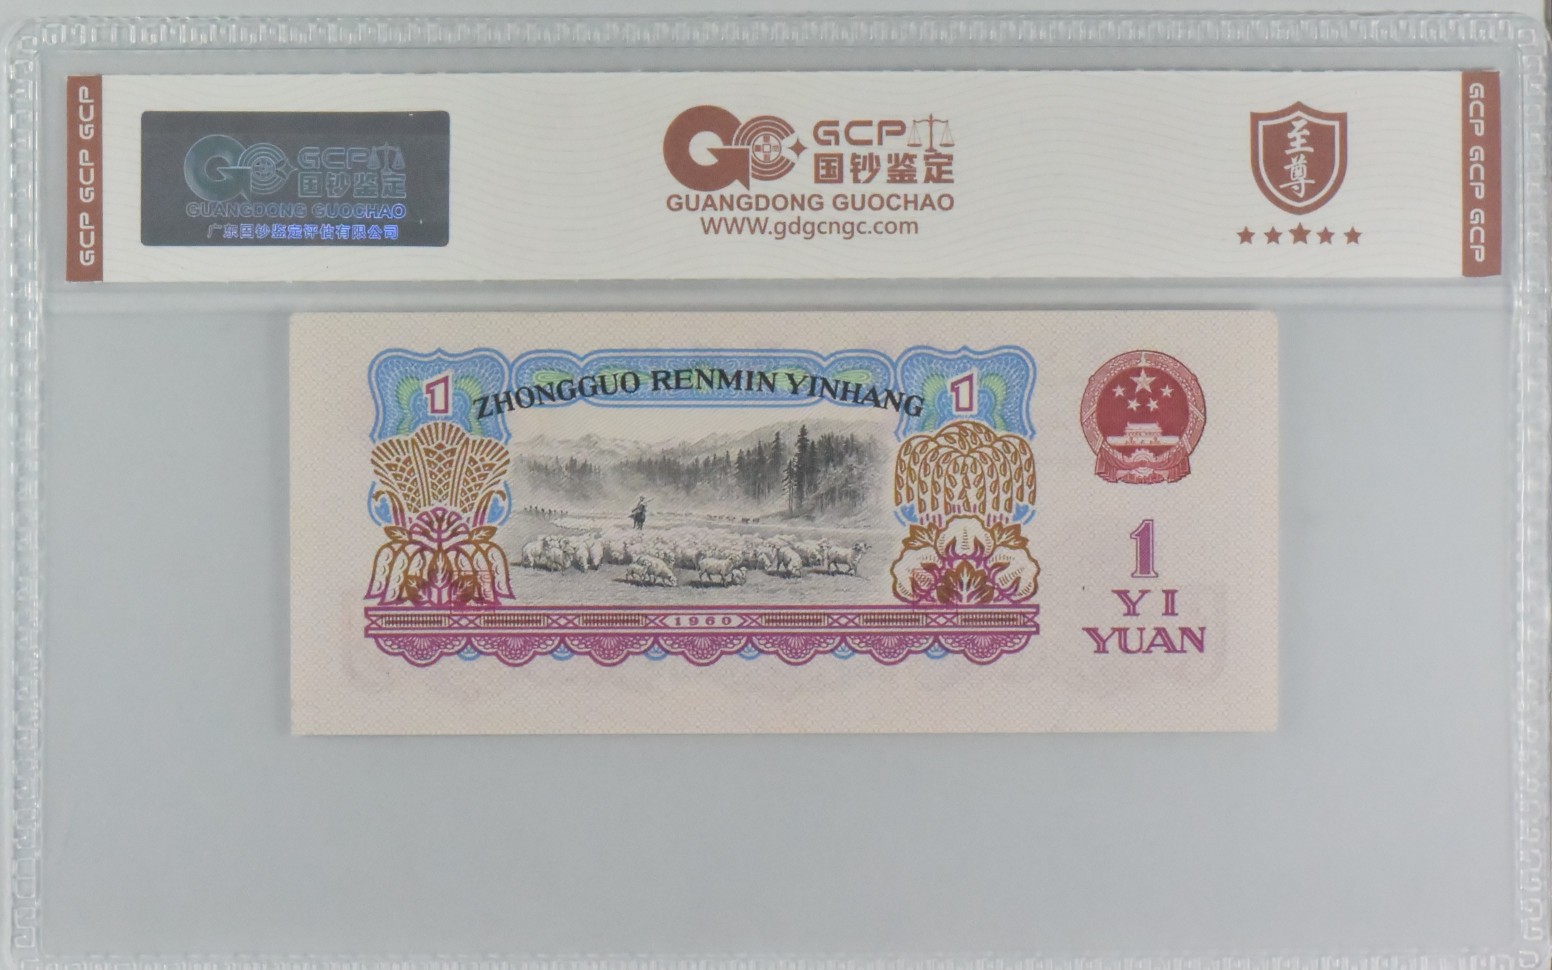 GCP GCP GCP
GCP
国钞鉴定
GUANGDONG GUOCHAO
广东国钞鉴定评估有限公司
GCP
国钞鉴定
GUANGDONG GUOCHAO
WWW.gdgcngc.com
至尊
GCP GCP GCP
1
ZHONGGUO RENMIN YINHANG
1
1960
1
YI
YUAN